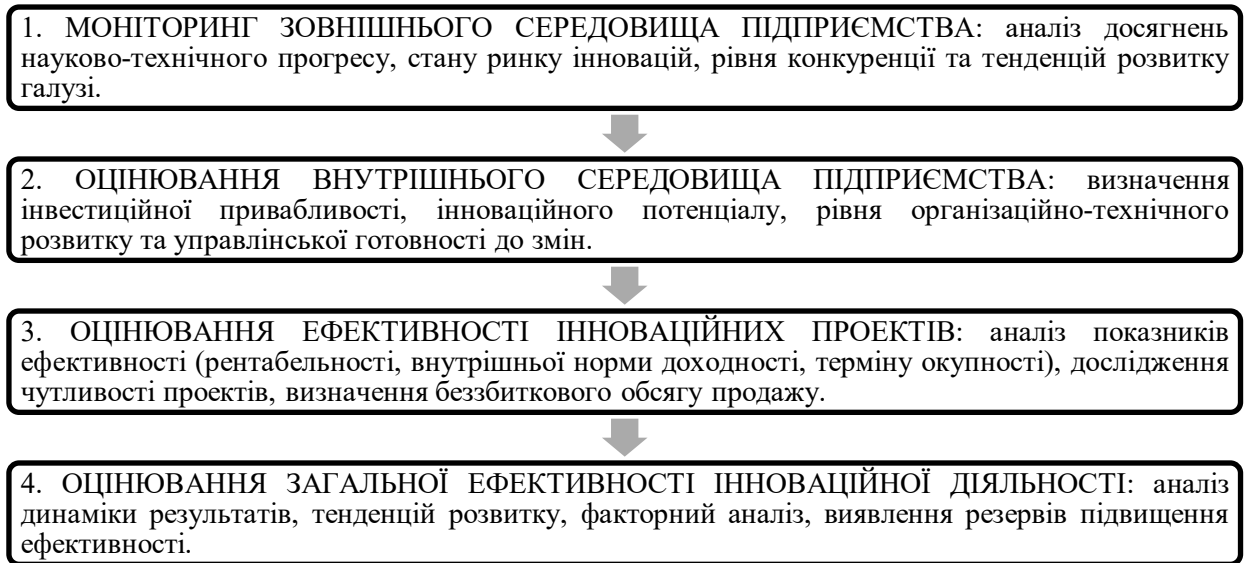 1. МОНІТОРИНГ ЗОВНІШНЬОГО СЕРЕДОВИЩА ПІДПРИЄМСТВА: аналіз досягнень
науково-технічного прогресу, стану ринку інновацій, рівня конкуренції та тенденцій розвитку
галузі.
2. ОЦІНЮВАННЯ ВНУТРІШНЬОГО СЕРЕДОВИЩА ПІДПРИЄМСТВА: визначення
інвестиційної привабливості, інноваційного потенціалу, рівня організаційно-технічного
розвитку та управлінської готовності до змін.
3. ОЦІНЮВАННЯ ЕФЕКТИВНОСТІ ІННОВАЦІЙНИХ ПРОЕКТІВ: аналіз показників
ефективності (рентабельності, внутрішньої норми доходності, терміну окупності), дослідження
чутливості проектів, визначення беззбиткового обсягу продажу.
4. ОЦІНЮВАННЯ ЗАГАЛЬНОЇ ЕФЕКТИВНОСТІ ІННОВАЦІЙНОЇ ДІЯЛЬНОСТІ: аналіз
динаміки результатів, тенденцій розвитку, факторний аналіз, виявлення резервів підвищення
ефективності.